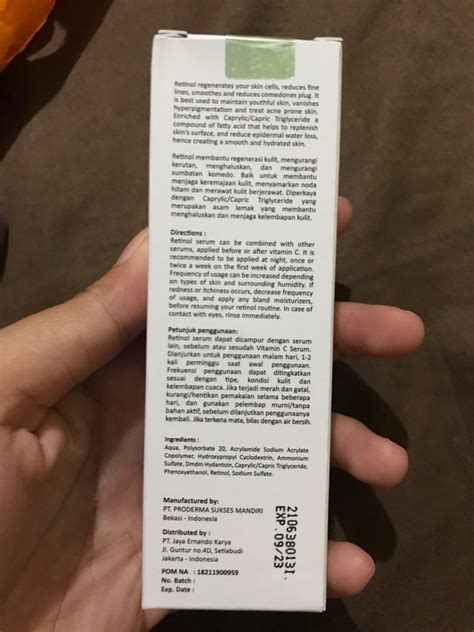 Retinol regenerates your skin cells, reduces fine
lines, smoothes and reduces comedones plug. It
is best used to maintain youthful skin, vanishes
hyperpigmentation and treat acne prone skin.
Enriched with Caprylic/Capric Triglyceride a
compound of fatty acid that helps to replenish
skin's surface, and reduce epidermal water loss,
hence creating a smooth and hydrated skin.
Retinol membantu regenerasi kulit, mengurangi
kerutan, menghaluskan, dan mengurangi
sumbatan komedo. Baik untuk membantu
menjaga keremajaan kulit, menyamarkan noda
hitam dan merawat kulit berjerawat. Diperkaya
dengan Caprylic/Capric Triglyceride yang
merupakan asam lemak yang membantu
menghaluskan dan menjaga kelembapan kulit.
Directions :
Retinol serum can be combined with other
serums, applied before or after vitamin C. It is
recommended to be applied at night, once or
twice a week on the first week of application.
Frequency of usage can be increased depending
on types of skin and surrounding humidity. If
redness or itchiness occurs, decrease frequency
of usage, and apply any bland moisturizers,
before resuming your retinol routine. In case of
contact with eyes, rinse immediately.
Petunjuk penggunaan:
Retinol serum dapat dicampur dengan serum
lain, sebelum atau sesudah Vitamin C Serum.
Dianjurkan untuk penggunaan malam hari, 1-2
kali perminggu saat awal penggunaan.
Frekuensi penggunaan dapat ditingkatkan
sesuai dengan tipe, kondisi kulit dan
kelembapan cuaca. Jika terjadi merah dan gatal,
kurangi/hentikan pemakaian selama beberapa
hari, dan gunakan pelembap murni/tanpa
bahan aktif, sebelum dilanjutkan penggunaanya
kembali. Jika terkena mata, bilas dengan air bersih.
Ingredients :
Aqua, Polysorbate 20, Acrylamide Sodium Acrylate
Copolymer, Hydroxypropyl Cyclodextrin, Ammonium
Sulfate, Dmdm Hydantoin, Caprylic/Capric Triglyceride,
Phenoxyethanol, Retinol, Sodium Sulfate.
Manufactured by:
PT. PRODERMA SUKSES MANDIRI
Bekasi - Indonesia
Distributed by :
PT. Jaya Ernando Karya
Jl. Guntur no.4D, Setiabudi
Jakarta - Indonesia
POM NA : 18211900959
No. Batch :
Exp. Date :
2106380131.
EXP. 09/23